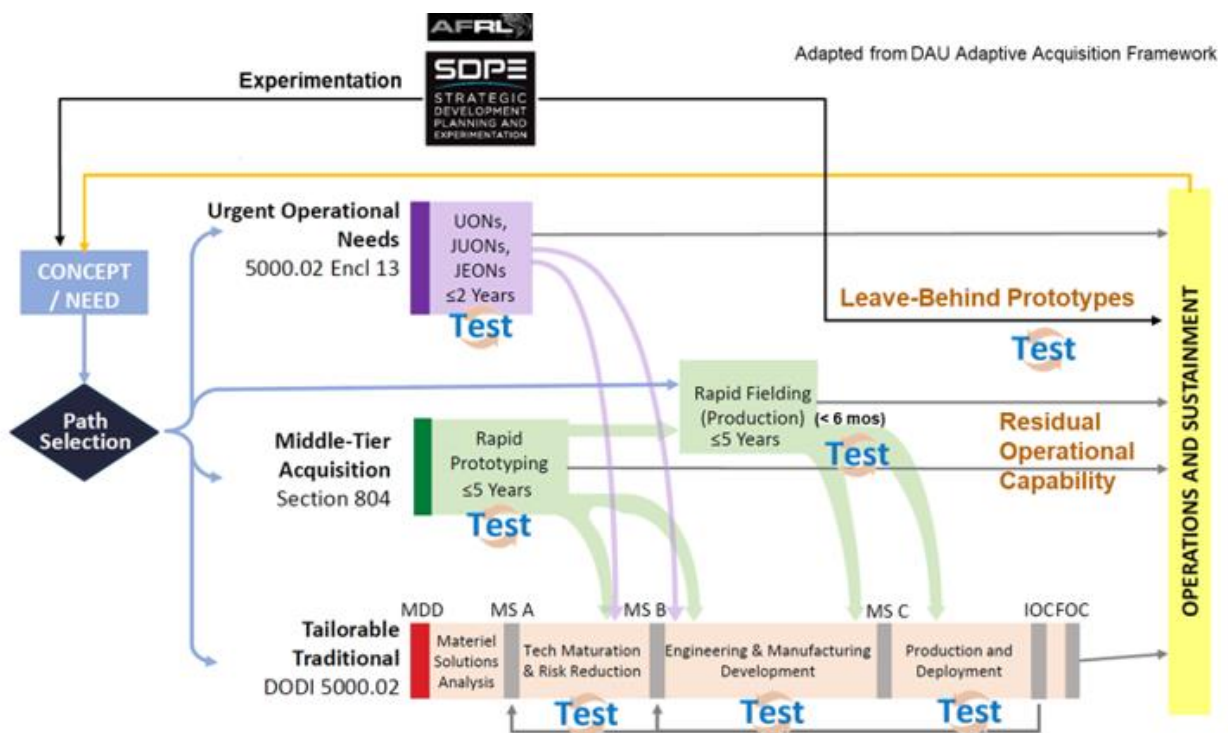 AFRL
Adapted from DAU Adaptive Acquisition Framework
Experimentation
SDPE
STRATEGIC
DEVELOPMENT
PLANNING AND
EXPERIMENTATION
CONCEPT
/ NEED
Path
Selection
Urgent Operational
Needs
5000.02 Encl 13
UONs,
JUONs,
JEONs
≤2 Years
Test
Leave-Behind Prototypes
Test
Middle-Tier
Acquisition
Section 804
Rapid
Prototyping
≤5 Years
Test
Rapid Fielding
(Production) (< 6 mos)
≤5 Years
Test
Residual
Operational
Capability
OPERATIONS AND SUSTAINMENT
Tailorable
Traditional
DODI 5000.02
MDD
MS A
MS B
MS C
IOC
FOC
Materiel
Solutions
Analysis
Tech Maturation
& Risk Reduction
Engineering & Manufacturing
Development
Production and
Deployment
Test
Test
Test